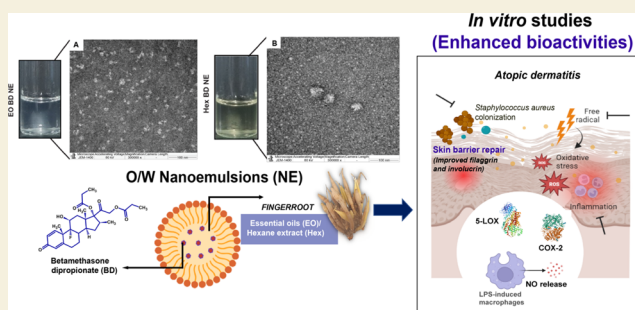 In vitro studies
(Enhanced bioactivities)
A
B
EO BD NE
Hex BD NE
O/W Nanoemulsions (NE)
FINGERROOT
Essential oils (EO)/
Hexane extract (Hex)
Betamethasone
dipropionate (BD)
Atopic dermatitis
Staphylococcus aureus
colonization
Free
radical
Skin barrier repair
(Improved filaggrin
and involucrin)
Oxidative
stress
ROS
Inflammation
5-LOX
COX-2
NO release
LPS-induced
macrophages